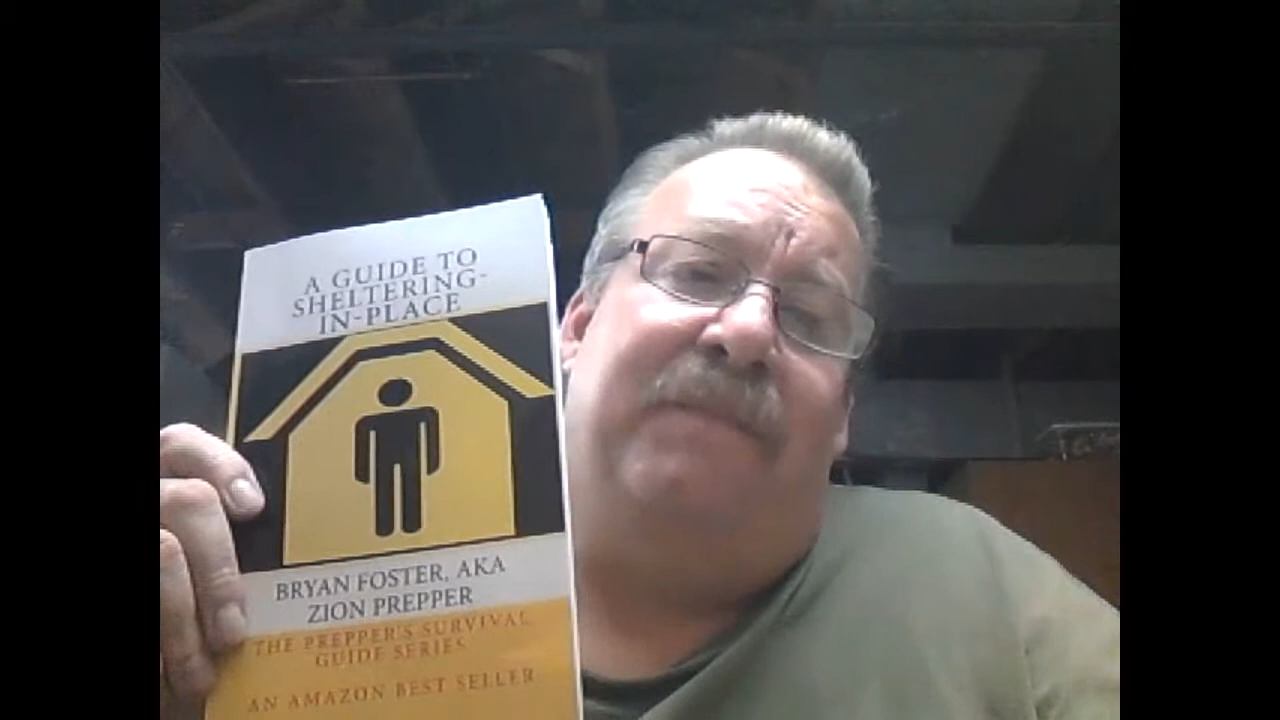 A GUIDE TO
SHELTERING-
IN-PLACE
BRYAN FOSTER, AKA
ZION PREPPER
THE PREPPER'S SURVIVAL
GUIDE SERIES
AN AMAZON BEST SELLER